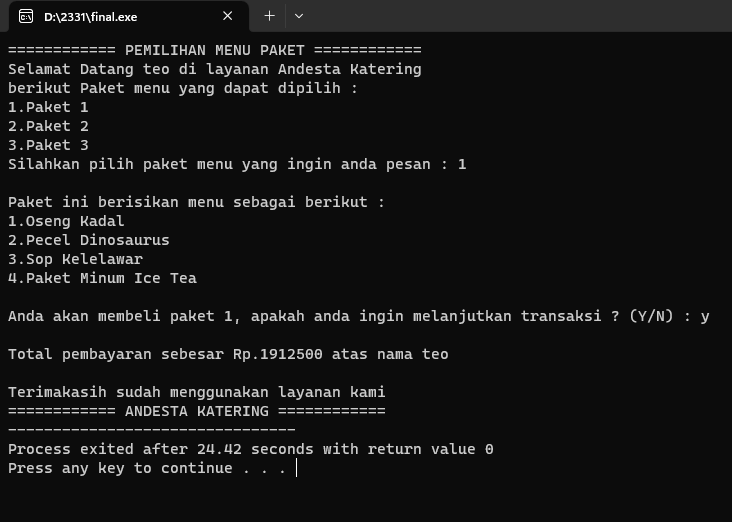 D:\2331\final.exe
============ PEMILIHAN MENU PAKET ============
Selamat Datang teo di layanan Andesta Katering
berikut Paket menu yang dapat dipilih :
1.Paket 1
2.Paket 2
3.Paket 3
Silahkan pilih paket menu yang ingin anda pesan : 1
Paket ini berisikan menu sebagai berikut :
1.Oseng Kadal
2.Pecel Dinosaurus
3.Sop Kelelawar
4.Paket Minum Ice Tea
Anda akan membeli paket 1, apakah anda ingin melanjutkan transaksi ? (Y/N) : y
Total pembayaran sebesar Rp.1912500 atas nama teo
Terimakasih sudah menggunakan layanan kami
============ ANDESTA KATERING ============
--------------------------------
Process exited after 24.42 seconds with return value 0
Press any key to continue . . .